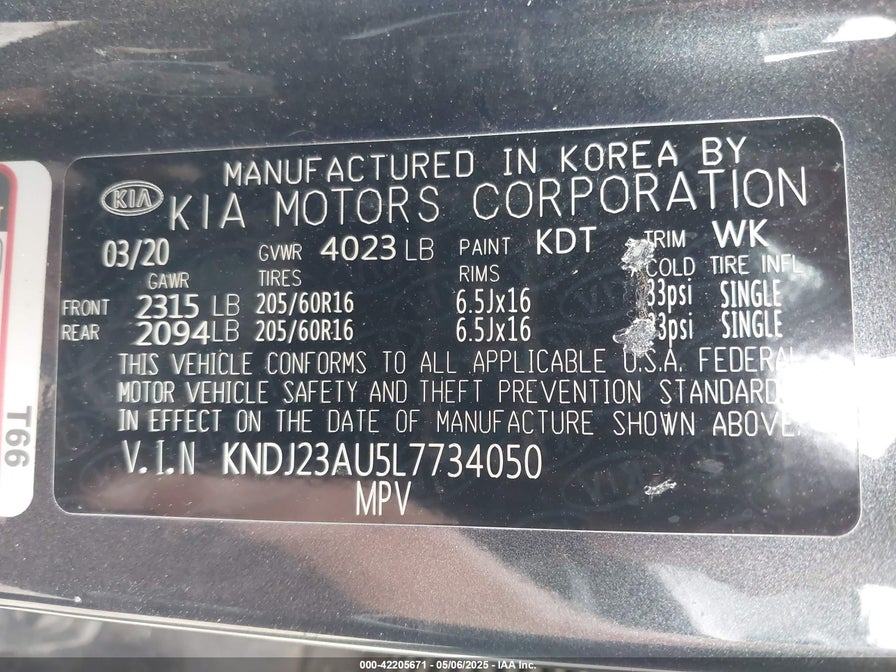 MANUFACTURED IN KOREA BY
KIA KIA MOTORS CORPORATION
03/20 GVWR 4023 LB PAINT KDT TRIM WK
GAWR TIRES RIMS COLD TIRE INFL
FRONT 2315 LB 205/60R16 6.5Jx16 33psi SINGLE
REAR 2094LB 205/60R16 6.5Jx16 33psi SINGLE
THIS VEHICLE CONFORMS TO ALL APPLICABLE U.S.A. FEDERAL
MOTOR VEHICLE SAFETY AND THEFT PREVENTION STANDARDS
IN EFFECT ON THE DATE OF MANUFACTURE SHOWN ABOVE.
V.I.N KNDJ23AU5L7734050
MPV
T66
000-42205671 - 05/06/2025 - IAA Inc.